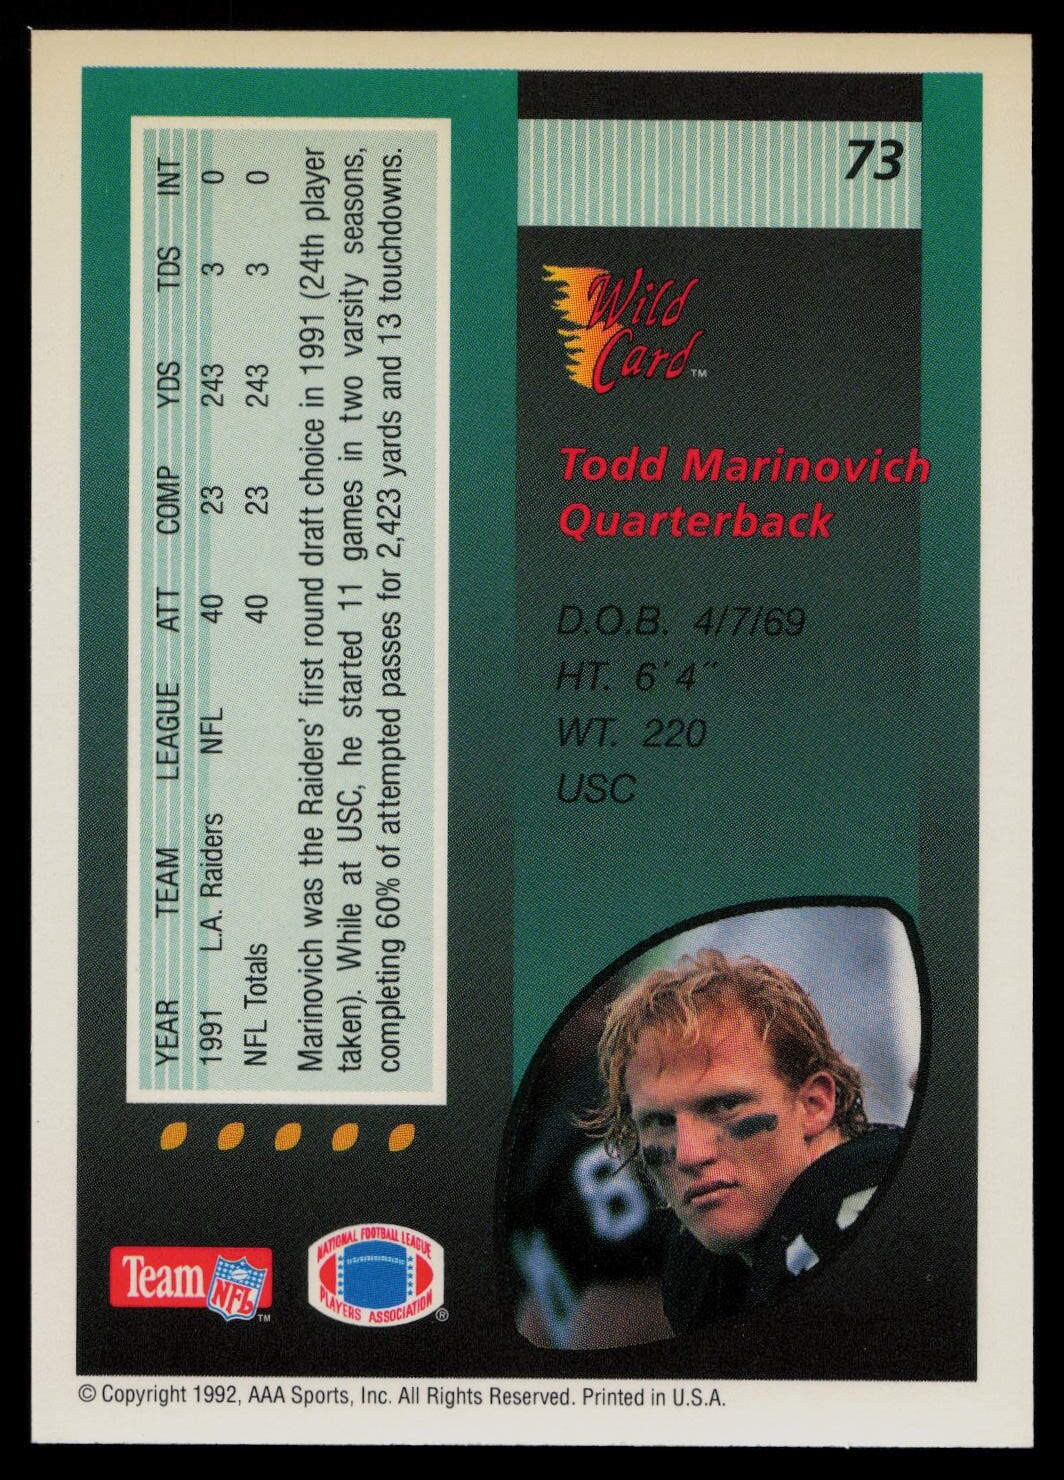 73
Wild
Card™
Todd Marinovich
Quarterback
D.O.B. 4/7/69
HT. 6'4"
WT. 220
USC
YEAR TEAM LEAGUE ATT COMP YDS TDS INT
1991 L.A. Raiders NFL 40 23 243 3 0
NFL Totals 40 23 243 3 0
Marinovich was the Raiders' first round draft choice in 1991 (24th player
taken). While at USC, he started 11 games in two varsity seasons,
completing 60% of attempted passes for 2,423 yards and 13 touchdowns.
6
Team NFL™
NATIONAL FOOTBALL LEAGUE
PLAYERS ASSOCIATION®
© Copyright 1992, AAA Sports, Inc. All Rights Reserved. Printed in U.S.A.